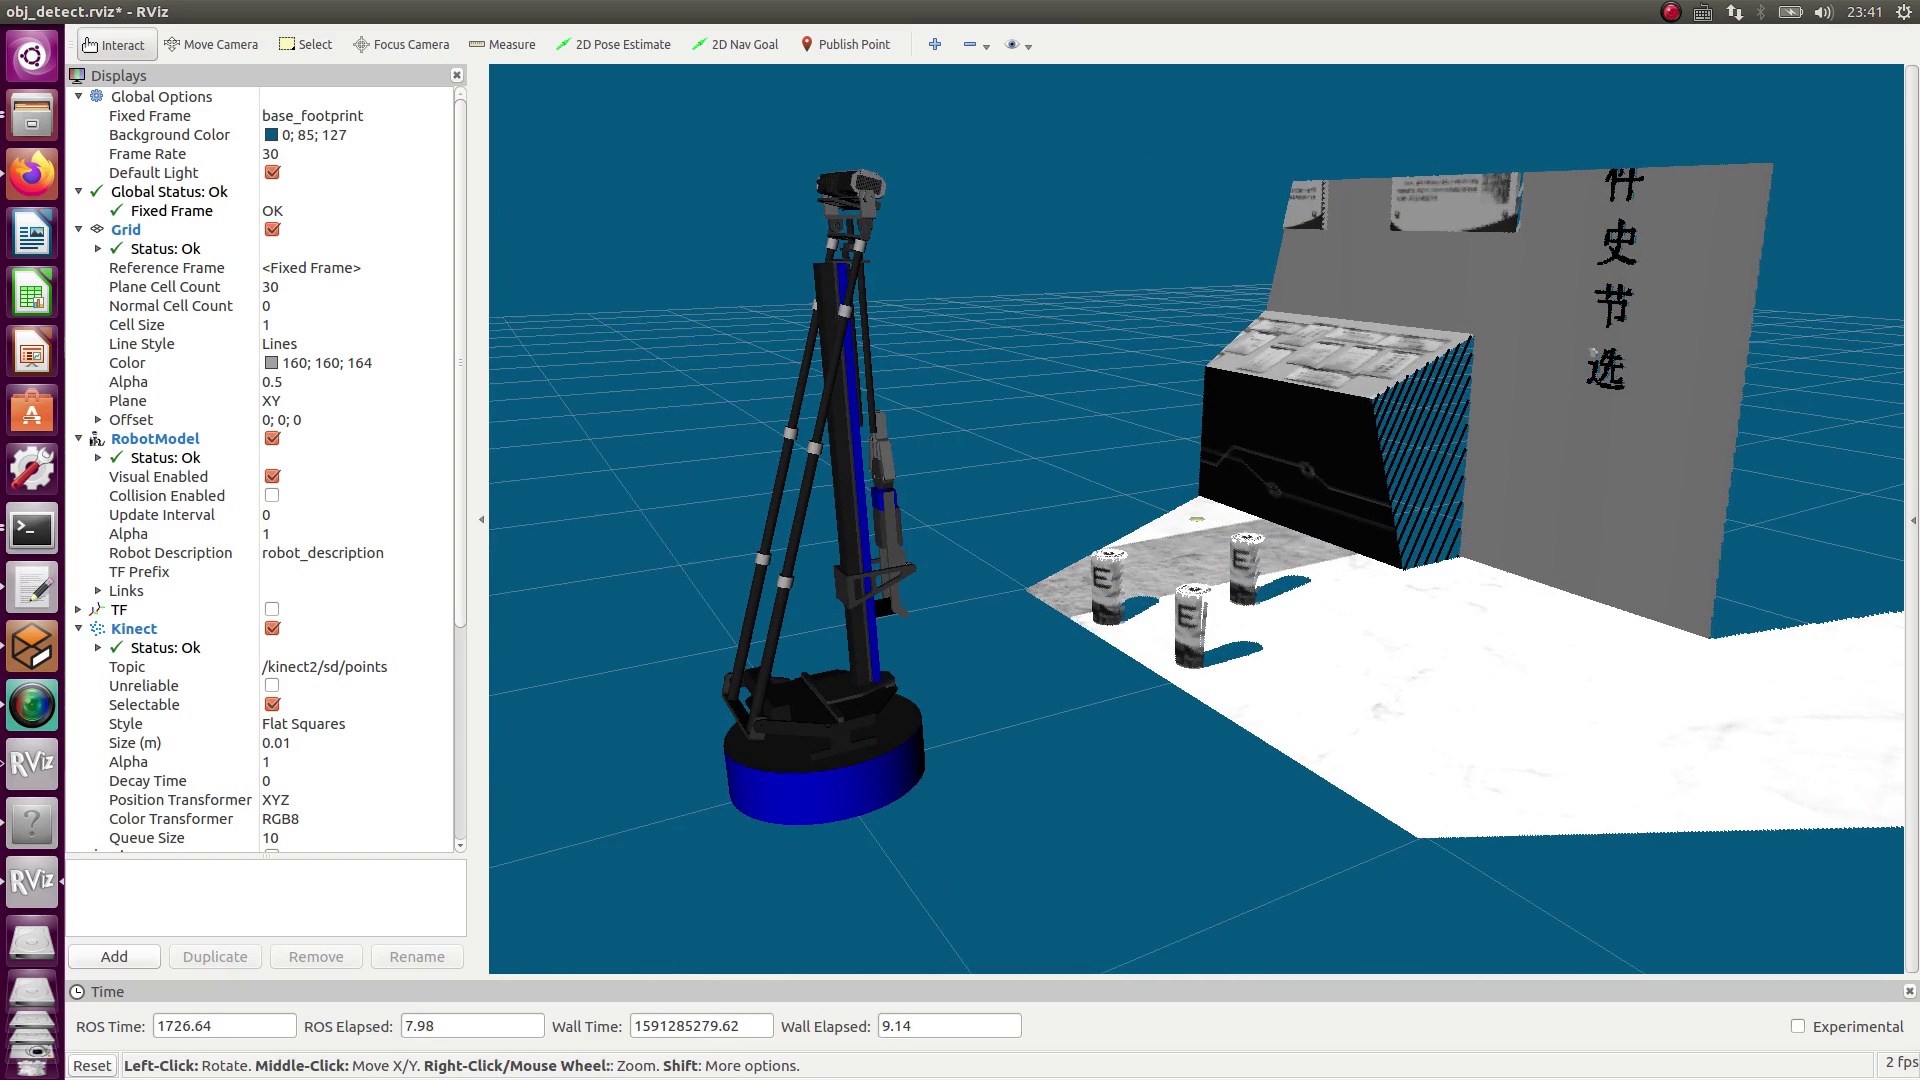 obj_detect.rviz* - RViz
23:41
Interact
Move Camera
Select
Focus Camera
Measure
2D Pose Estimate
2D Nav Goal
Publish Point
Displays
Global Options
Fixed Frame base_footprint
Background Color 0; 85; 127
Frame Rate 30
Default Light
Global Status: Ok
Fixed Frame OK
Grid
Status: Ok
Reference Frame <Fixed Frame>
Plane Cell Count 30
Normal Cell Count 0
Cell Size 1
Line Style Lines
Color 160; 160; 164
Alpha 0.5
Plane XY
Offset 0; 0; 0
RobotModel
Status: Ok
Visual Enabled
Collision Enabled
Update Interval 0
Alpha 1
Robot Description robot_description
TF Prefix
Links
TF
Kinect
Status: Ok
Topic /kinect2/sd/points
Unreliable
Selectable
Style Flat Squares
Size (m) 0.01
Alpha 1
Decay Time 0
Position Transformer XYZ
Color Transformer RGB8
Queue Size 10
RViz
RViz
件史节选
E
E
E
Add
Duplicate
Remove
Rename
Time
ROS Time: 1726.64
ROS Elapsed: 7.98
Wall Time: 1591285279.62
Wall Elapsed: 9.14
Experimental
Reset
Left-Click: Rotate. Middle-Click: Move X/Y. Right-Click/Mouse Wheel:: Zoom. Shift: More options.
2 fps